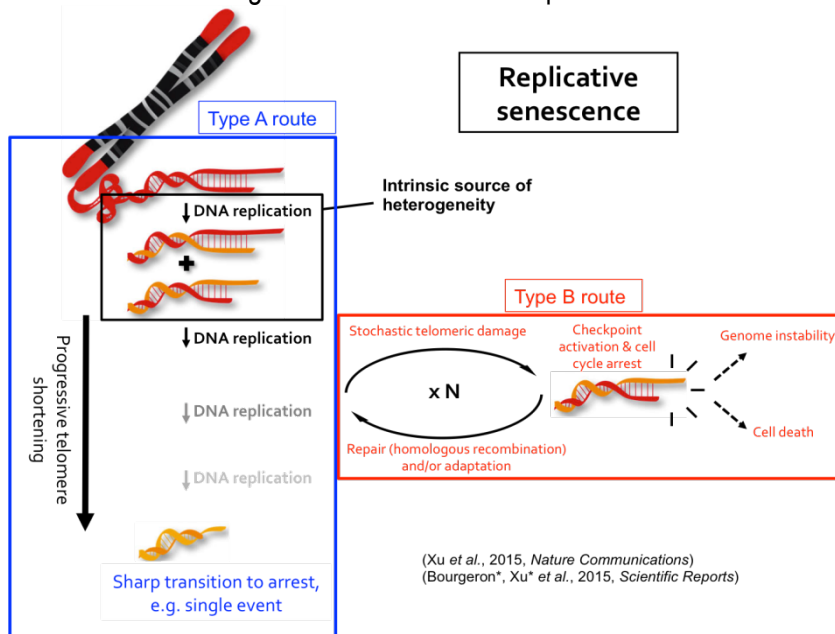 Replicative
senescence
Type A route
Intrinsic source of
heterogeneity
DNA replication
+
DNA replication
DNA replication
DNA replication
Progressive telomere
shortening
Sharp transition to arrest,
e.g. single event
Type B route
Stochastic telomeric damage
x N
Repair (homologous recombination)
and/or adaptation
Checkpoint
activation & cell
cycle arrest
Genome instability
Cell death
(Xu et al., 2015, Nature Communications)
(Bourgeron*, Xu* et al., 2015, Scientific Reports)